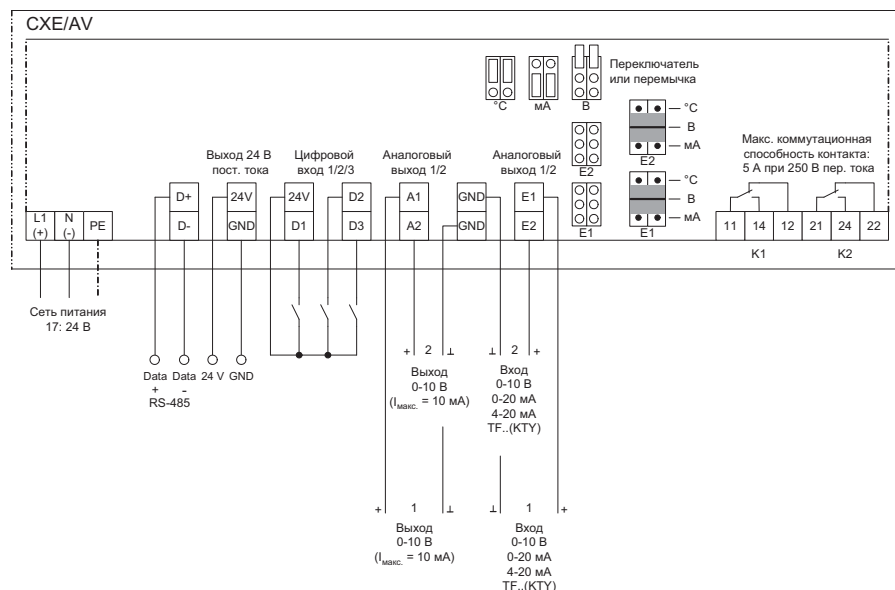 CXE/AV
Переключатель
или перемычка
°C
мА
В
°C
В
мА
E2
E2
Макс. коммутационная
способность контакта:
5 А при 250 В пер. тока
Выход 24 В
пост. тока
Цифровой
вход 1/2/3
Аналоговый
выход 1/2
Аналоговый
выход 1/2
°C
В
мА
E1
E1
L1
(+)
N
(-)
PE
D+
D-
24V
GND
24V
D1
D2
D3
A1
A2
GND
GND
E1
E2
11
14
12
21
24
22
K1
K2
Сеть питания
17: 24 В
Data
+
Data
-
24 V
GND
RS-485
+ 2 ⊥
Выход
0-10 В
(Iмакс. = 10 мА)
⊥ 2 +
Вход
0-10 В
0-20 мА
4-20 мА
TF..(KTY)
+ 1 ⊥
Выход
0-10 В
(Iмакс. = 10 мА)
⊥ 1 +
Вход
0-10 В
0-20 мА
4-20 мА
TF..(KTY)